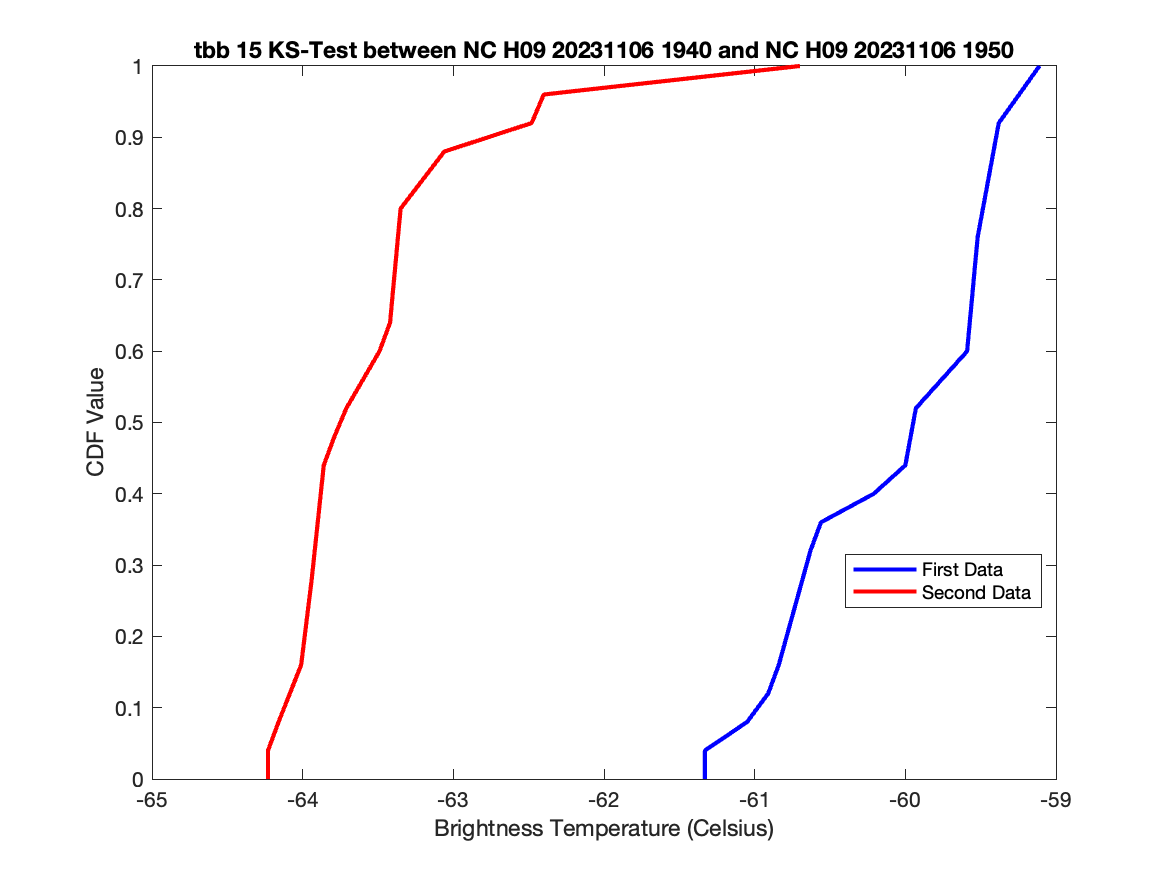 tbb 15 KS-Test between NC H09 20231106 1940 and NC H09 20231106 1950
1
0.9
0.8
0.7
0.6
0.5
0.4
0.3
0.2
0.1
0
CDF Value
First Data
Second Data
-65 -64 -63 -62 -61 -60 -59
Brightness Temperature (Celsius)